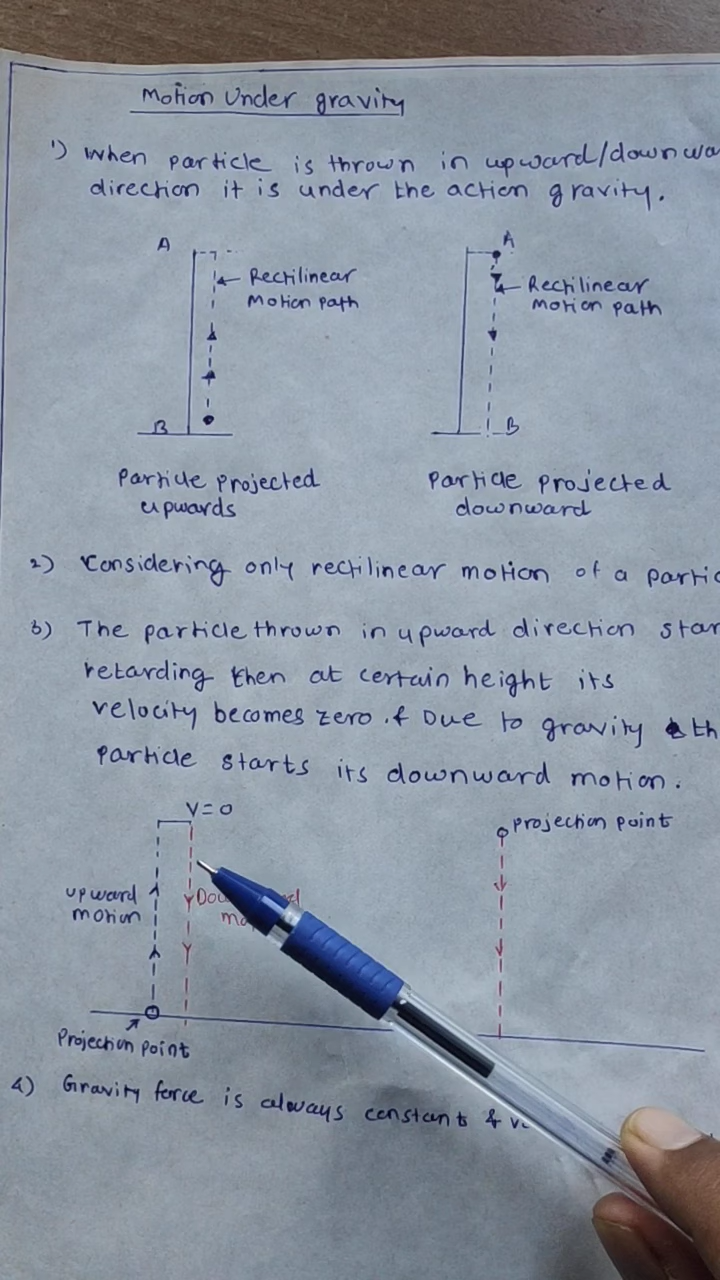 Motion Under gravity
1) When particle is thrown in upward/downwa
direction it is under the action gravity.
A
Rectilinear
Motion path
B
Particle projected
upwards
A
Rectilinear
motion path
B
Particle projected
downward
2) Considering only rectilinear motion of a partic
3) The particle thrown in upward direction star
retarding then at certain height its
velocity becomes zero. & Due to gravity th
particle starts its downward motion.
V=0
upward
motion
Projection point
projection point
4) Gravity force is always constant &